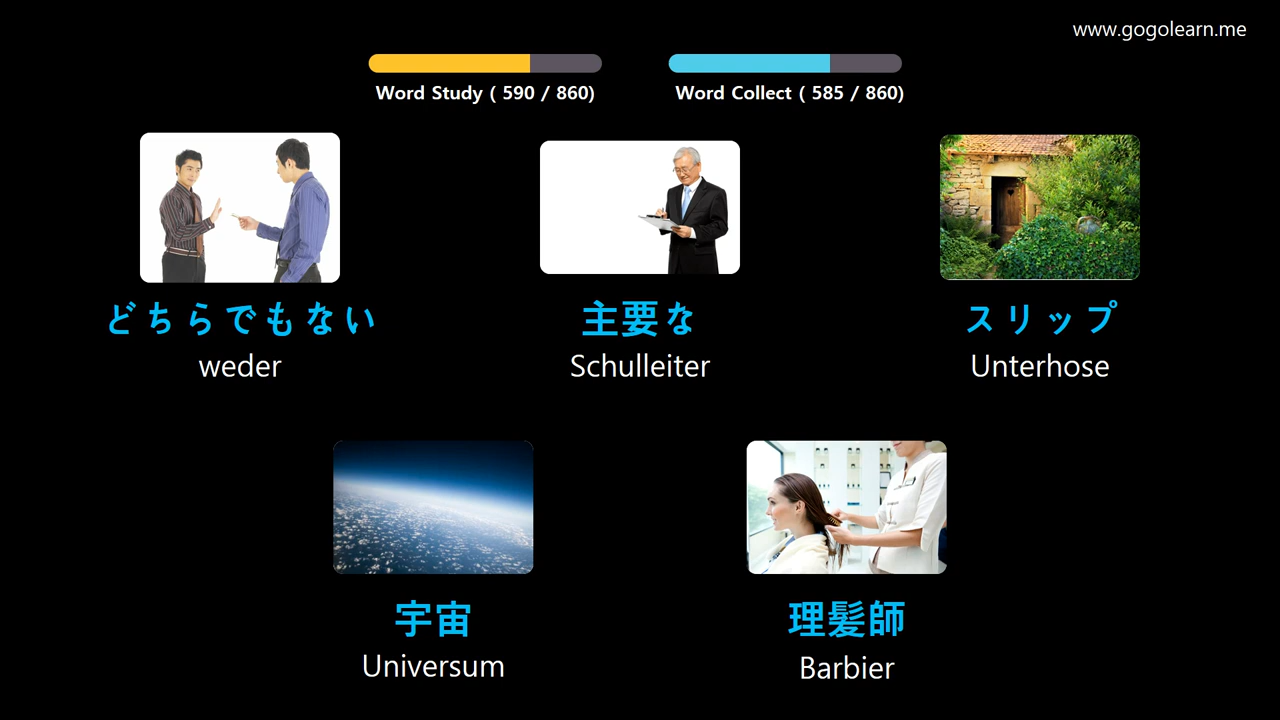 www.gogolearn.me
Word Study ( 590 / 860)
Word Collect ( 585 / 860)
どちらでもない
weder
主要な
Schulleiter
スリップ
Unterhose
宇宙
Universum
理髪師
Barbier